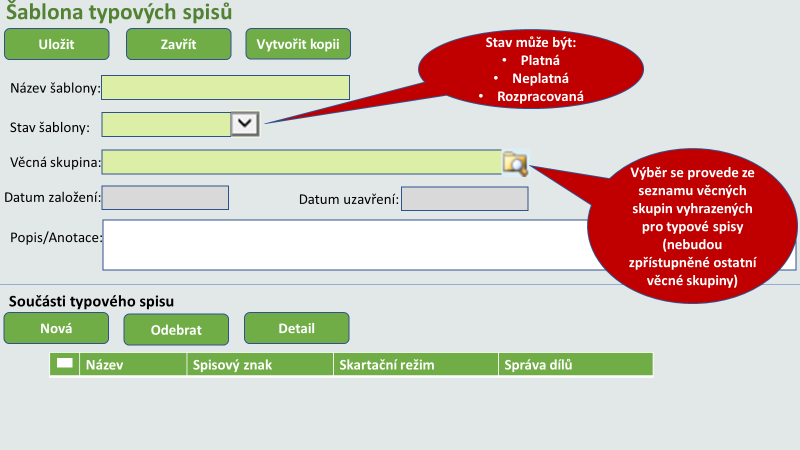 Šablona typových spisů
Uložit
Zavřít
Vytvořit kopii
Stav může být:
• Platná
• Neplatná
• Rozpracovaná
Název šablony:
Stav šablony:
Věcná skupina:
Datum založení:
Datum uzavření:
Popis/Anotace:
Výběr se provede ze
seznamu věcných
skupin vyhrazených
pro typové spisy
(nebudou
zpřístupněné ostatní
věcné skupiny)
Součásti typového spisu
Nová
Odebrat
Detail
Název
Spisový znak
Skartační režim
Správa dílů